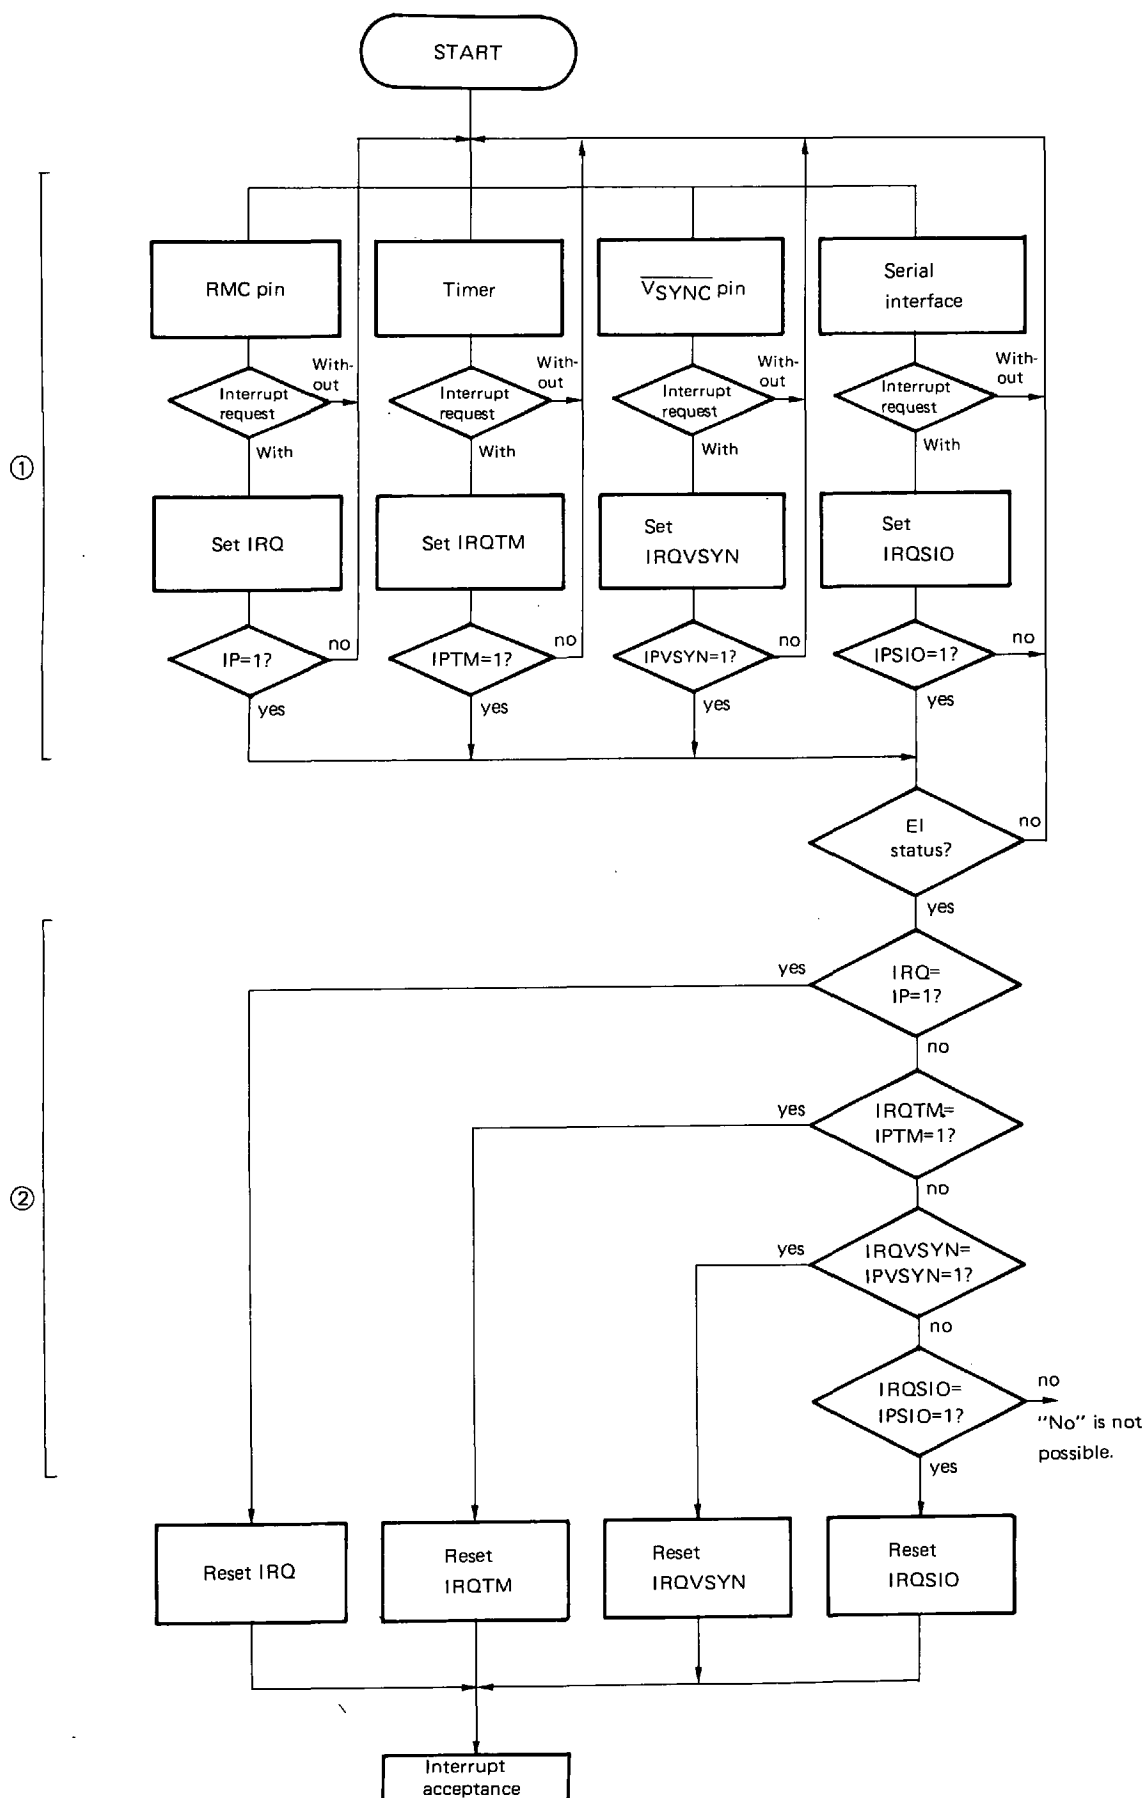 START
①
RMC pin
Timer
VSYNC pin
Serial
interface
Interrupt
request
With-
out
With
Interrupt
request
With-
out
With
Interrupt
request
With-
out
With
Interrupt
request
With-
out
With
Set IRQ
Set IRQTM
Set
IRQVSYN
Set
IRQSIO
IP=1?
no
yes
IPTM=1?
no
yes
IPVSYN=1?
no
yes
IPSIO=1?
no
yes
EI
status?
no
yes
②
IRQ=
IP=1?
yes
no
IRQTM=
IPTM=1?
yes
no
IRQVSYN=
IPVSYN=1?
yes
no
IRQSIO=
IPSIO=1?
no
"No" is not
possible.
yes
Reset IRQ
Reset
IRQTM
Reset
IRQVSYN
Reset
IRQSIO
Interrupt
acceptance